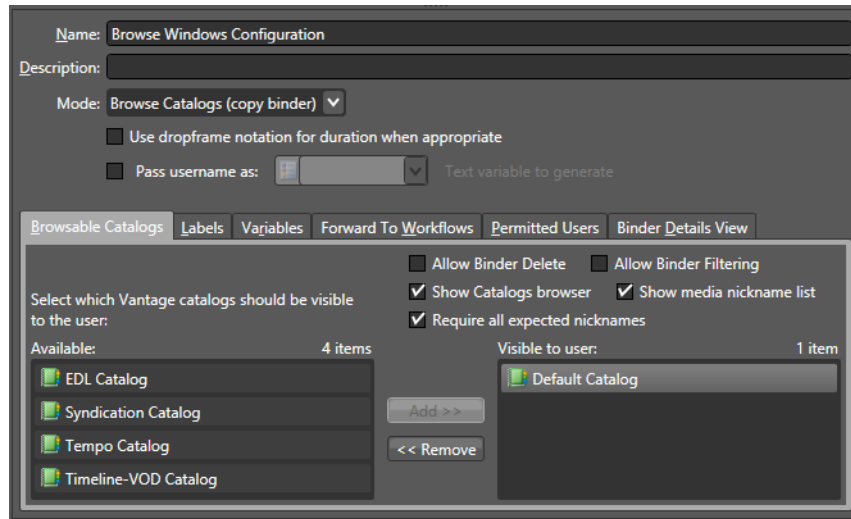 Name: Browse Windows Configuration
Description:
Mode: Browse Catalogs (copy binder)
Use dropframe notation for duration when appropriate
Pass username as: Text variable to generate
Browsable Catalogs Labels Variables Forward To Workflows Permitted Users Binder Details View
Allow Binder Delete Allow Binder Filtering
Select which Vantage catalogs should be visible
to the user:
Show Catalogs browser Show media nickname list
Require all expected nicknames
Available: 4 items
Visible to user: 1 item
EDL Catalog
Syndication Catalog
Tempo Catalog
Timeline-VOD Catalog
Add >>
<< Remove
Default Catalog